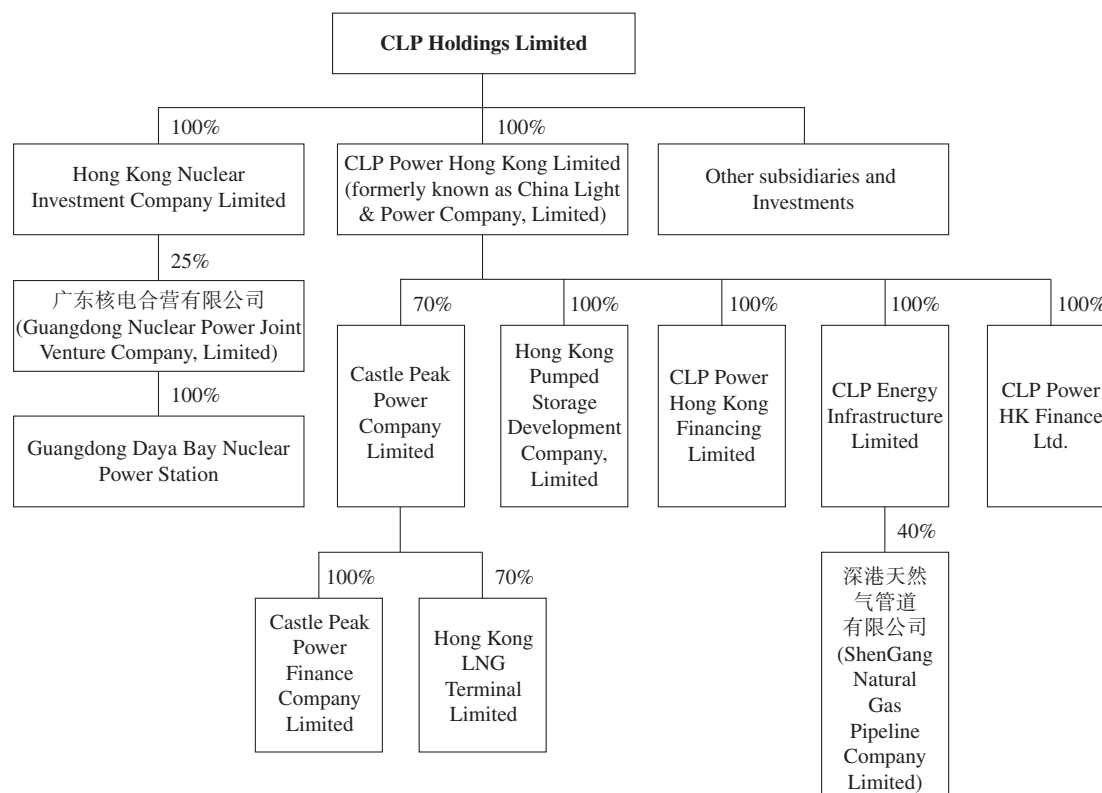 CLP Holdings Limited
100%
100%
Hong Kong Nuclear
Investment Company Limited
CLP Power Hong Kong Limited
(formerly known as China Light
& Power Company, Limited)
Other subsidiaries and
Investments
25%
广东核电合营有限公司
(Guangdong Nuclear Power Joint
Venture Company, Limited)
100%
Guangdong Daya Bay Nuclear
Power Station
70%
100%
100%
100%
100%
Castle Peak
Power
Company
Limited
Hong Kong
Pumped
Storage
Development
Company,
Limited
CLP Power
Hong Kong
Financing
Limited
CLP Energy
Infrastructure
Limited
CLP Power
HK Finance
Ltd.
100%
70%
40%
Castle Peak
Power
Finance
Company
Limited
Hong Kong
LNG
Terminal
Limited
深港天然
气管道
有限公司
(ShenGang
Natural
Gas
Pipeline
Company
Limited)